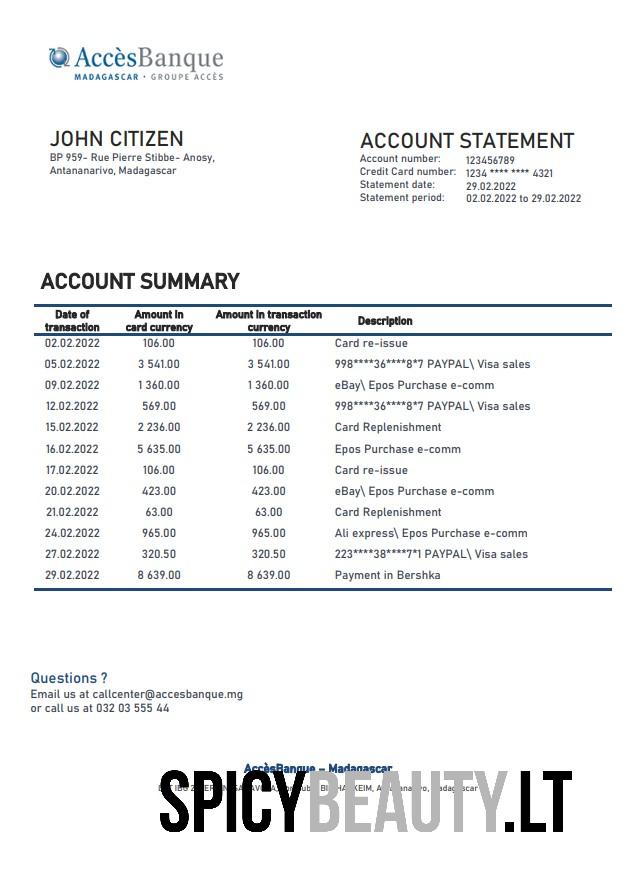 AccèsBanque
MADAGASCAR • GROUPE ACCÈS
JOHN CITIZEN
BP 959- Rue Pierre Stibbe- Anosy,
Antananarivo, Madagascar
ACCOUNT STATEMENT
Account number: 123456789
Credit Card number: 1234 **** **** 4321
Statement date: 29.02.2022
Statement period: 02.02.2022 to 29.02.2022
ACCOUNT SUMMARY
Date of transaction Amount in card currency Amount in transaction currency Description
02.02.2022 106.00 106.00 Card re-issue
05.02.2022 3 541.00 3 541.00 998****36****8*7 PAYPAL\ Visa sales
09.02.2022 1 360.00 1 360.00 eBay\ Epos Purchase e-comm
12.02.2022 569.00 569.00 998****36****8*7 PAYPAL\ Visa sales
15.02.2022 2 236.00 2 236.00 Card Replenishment
16.02.2022 5 635.00 5 635.00 Epos Purchase e-comm
17.02.2022 106.00 106.00 Card re-issue
20.02.2022 423.00 423.00 eBay\ Epos Purchase e-comm
21.02.2022 63.00 63.00 Card Replenishment
24.02.2022 965.00 965.00 Ali express\ Epos Purchase e-comm
27.02.2022 320.50 320.50 223****38****7*1 PAYPAL\ Visa sales
29.02.2022 8 639.00 8 639.00 Payment in Bershka
Questions ?
Email us at callcenter@accesbanque.mg
or call us at 032 03 555 44
AccèsBanque – Madagascar
SPICYBEAUTY.LT